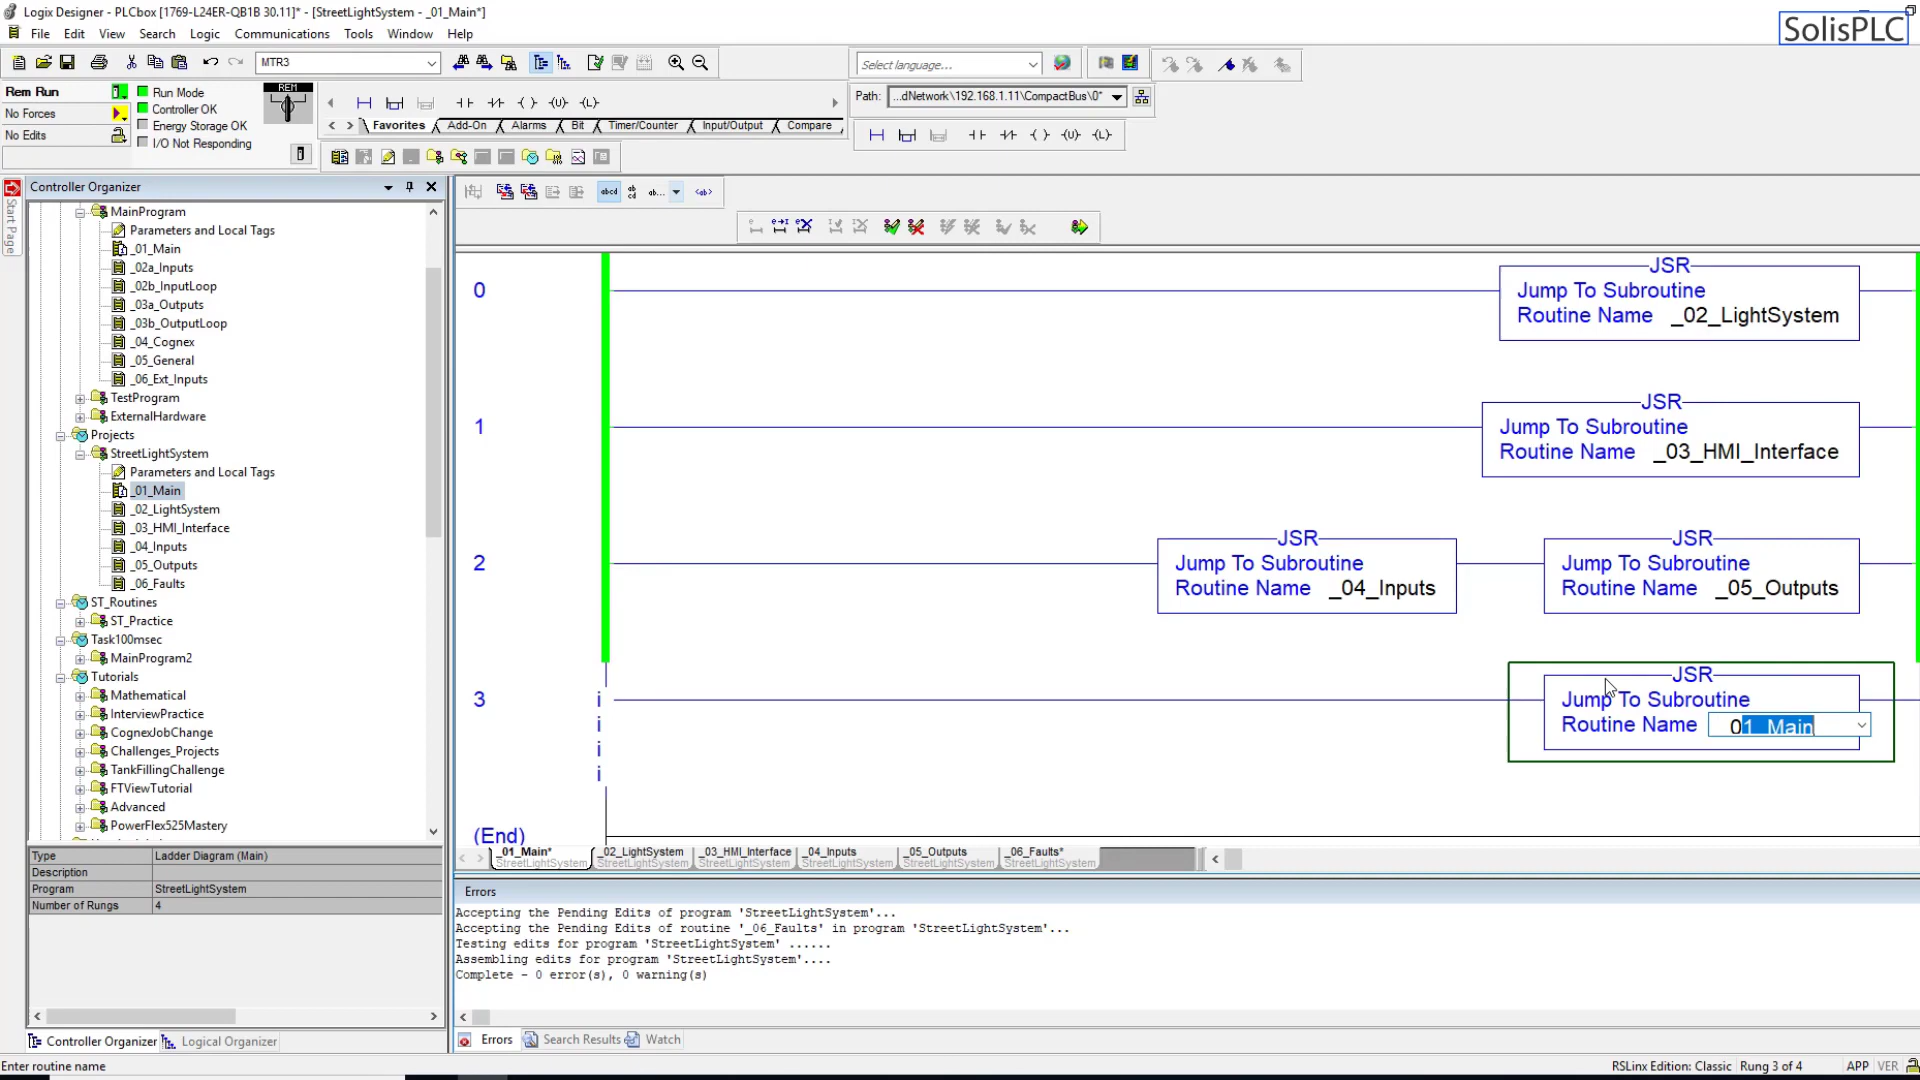 Logix Designer - PLCbox [1769-L24ER-QB1B 30.11]* - [StreetLightSystem - _01_Main*]
SolisPLC
File Edit View Search Logic Communications Tools Window Help
MTR3
Select language...
Rem Run
Run Mode
REM
No Forces
Controller OK
Energy Storage OK
No Edits
I/O Not Responding
Path: ...dNetwork\192.168.1.11\CompactBus\0*
Favorites Add-On Alarms Bit Timer/Counter Input/Output Compare
Start Page
Controller Organizer
MainProgram
Parameters and Local Tags
_01_Main
_02a_Inputs
_02b_InputLoop
_03a_Outputs
_03b_OutputLoop
_04_Cognex
_05_General
_06_Ext_Inputs
TestProgram
ExternalHardware
Projects
StreetLightSystem
Parameters and Local Tags
_01_Main
_02_LightSystem
_03_HMI_Interface
_04_Inputs
_05_Outputs
_06_Faults
ST_Routines
ST_Practice
Task100msec
MainProgram2
Tutorials
Mathematical
InterviewPractice
CognexJobChange
Challenges_Projects
TankFillingChallenge
FTViewTutorial
Advanced
PowerFlex525Mastery
Type Ladder Diagram (Main)
Description
Program StreetLightSystem
Number of Rungs 4
Controller Organizer Logical Organizer
0
JSR
Jump To Subroutine
Routine Name _02_LightSystem
1
JSR
Jump To Subroutine
Routine Name _03_HMI_Interface
2
JSR
Jump To Subroutine
Routine Name _04_Inputs
JSR
Jump To Subroutine
Routine Name _05_Outputs
3
JSR
Jump To Subroutine
Routine Name _01_Main
i
i
i
i
(End)
_01_Main* _02_LightSystem _03_HMI_Interface _04_Inputs _05_Outputs _06_Faults*
StreetLightSystem StreetLightSystem StreetLightSystem StreetLightSystem StreetLightSystem StreetLightSystem
Errors
Accepting the Pending Edits of program 'StreetLightSystem'...
Accepting the Pending Edits of routine '_06_Faults' in program 'StreetLightSystem'...
Testing edits for program 'StreetLightSystem' ......
Assembling edits for program 'StreetLightSystem'....
Complete - 0 error(s), 0 warning(s)
Errors Search Results Watch
Enter routine name
RSLinx Edition: Classic Rung 3 of 4 APP VER